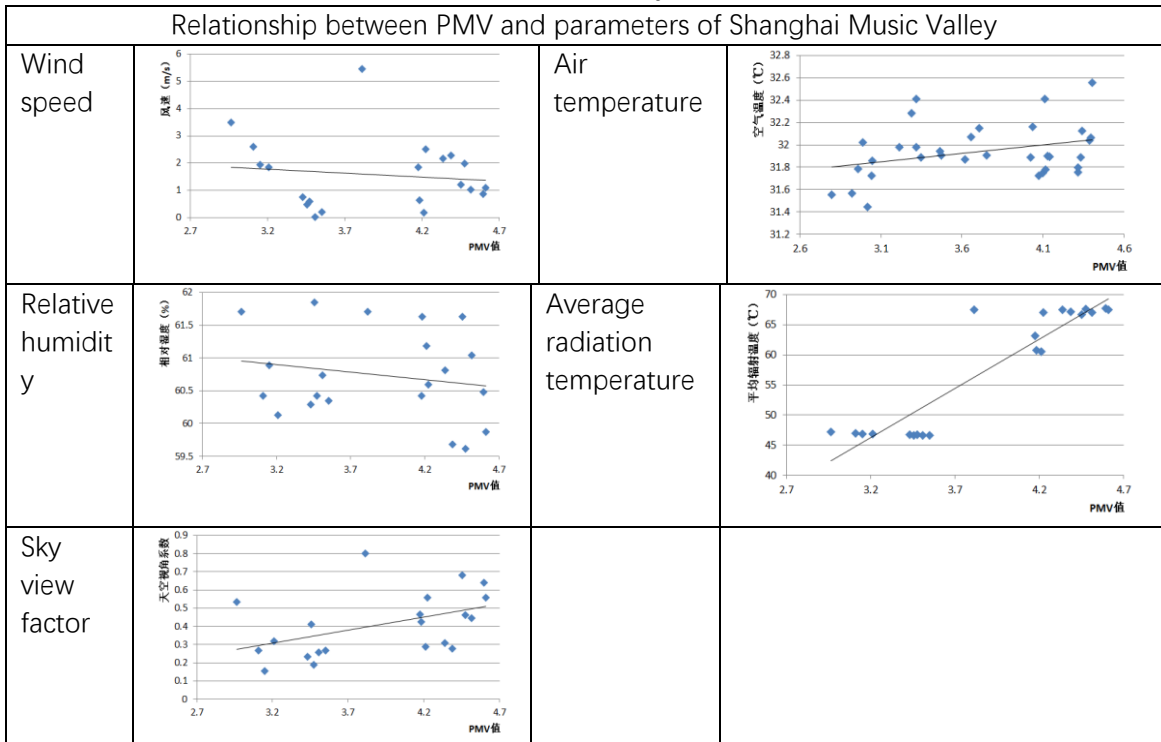 Relationship between PMV and parameters of Shanghai Music Valley
Wind
speed
风速（m/s）
6
5
4
3
2
1
0
2.7 3.2 3.7 4.2 4.7
PMV值
Air
temperature
空气温度（℃）
32.8
32.6
32.4
32.2
32
31.8
31.6
31.4
31.2
2.6 3.1 3.6 4.1 4.6
PMV值
Relative
humidit
y
相对湿度（%）
62
61.5
61
60.5
60
59.5
2.7 3.2 3.7 4.2 4.7
PMV值
Average
radiation
temperature
平均辐射温度（℃）
70
65
60
55
50
45
40
2.7 3.2 3.7 4.2 4.7
PMV值
Sky
view
factor
天空视角系数
0.9
0.8
0.7
0.6
0.5
0.4
0.3
0.2
0.1
0
2.7 3.2 3.7 4.2 4.7
PMV值